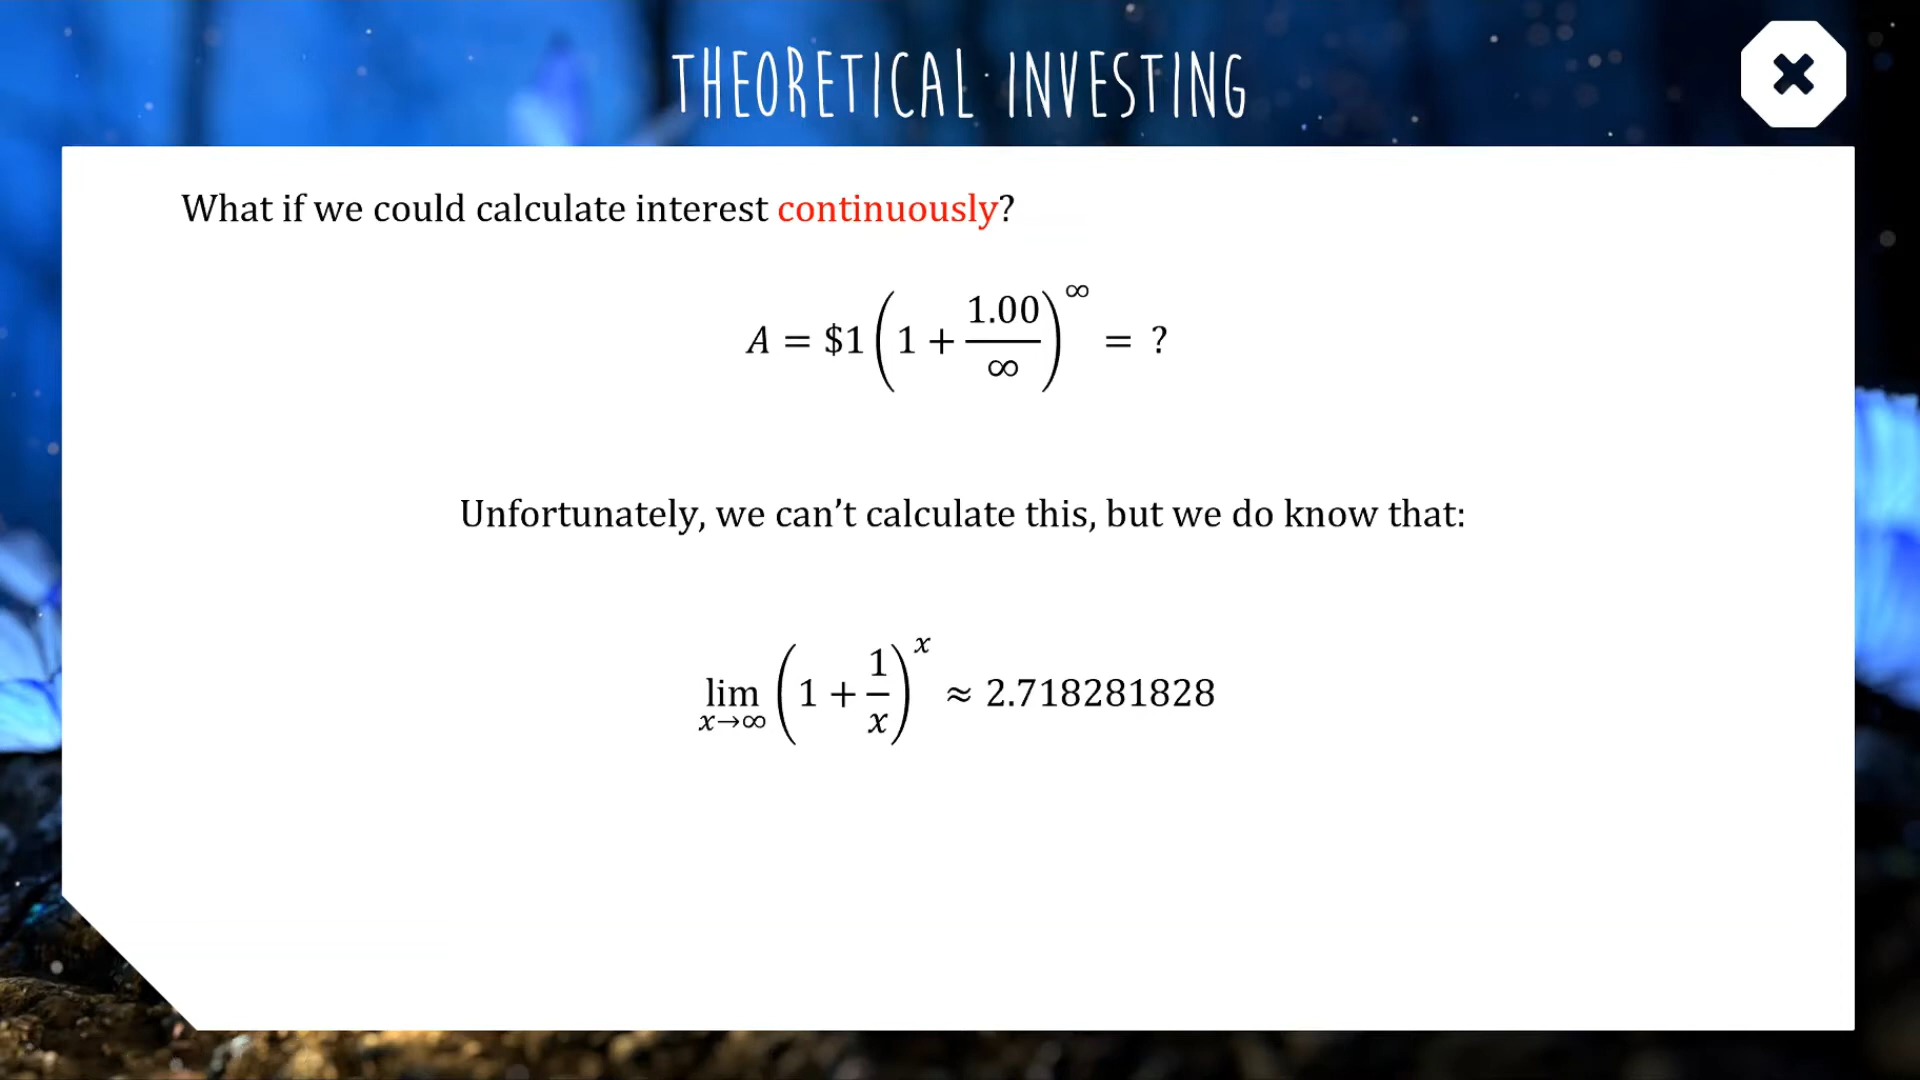 THEORETICAL INVESTING
What if we could calculate interest continuously?
A = $1 (1 + 1.00/∞)^∞ = ?
Unfortunately, we can’t calculate this, but we do know that:
lim x→∞ (1 + 1/x)^x ≈ 2.718281828